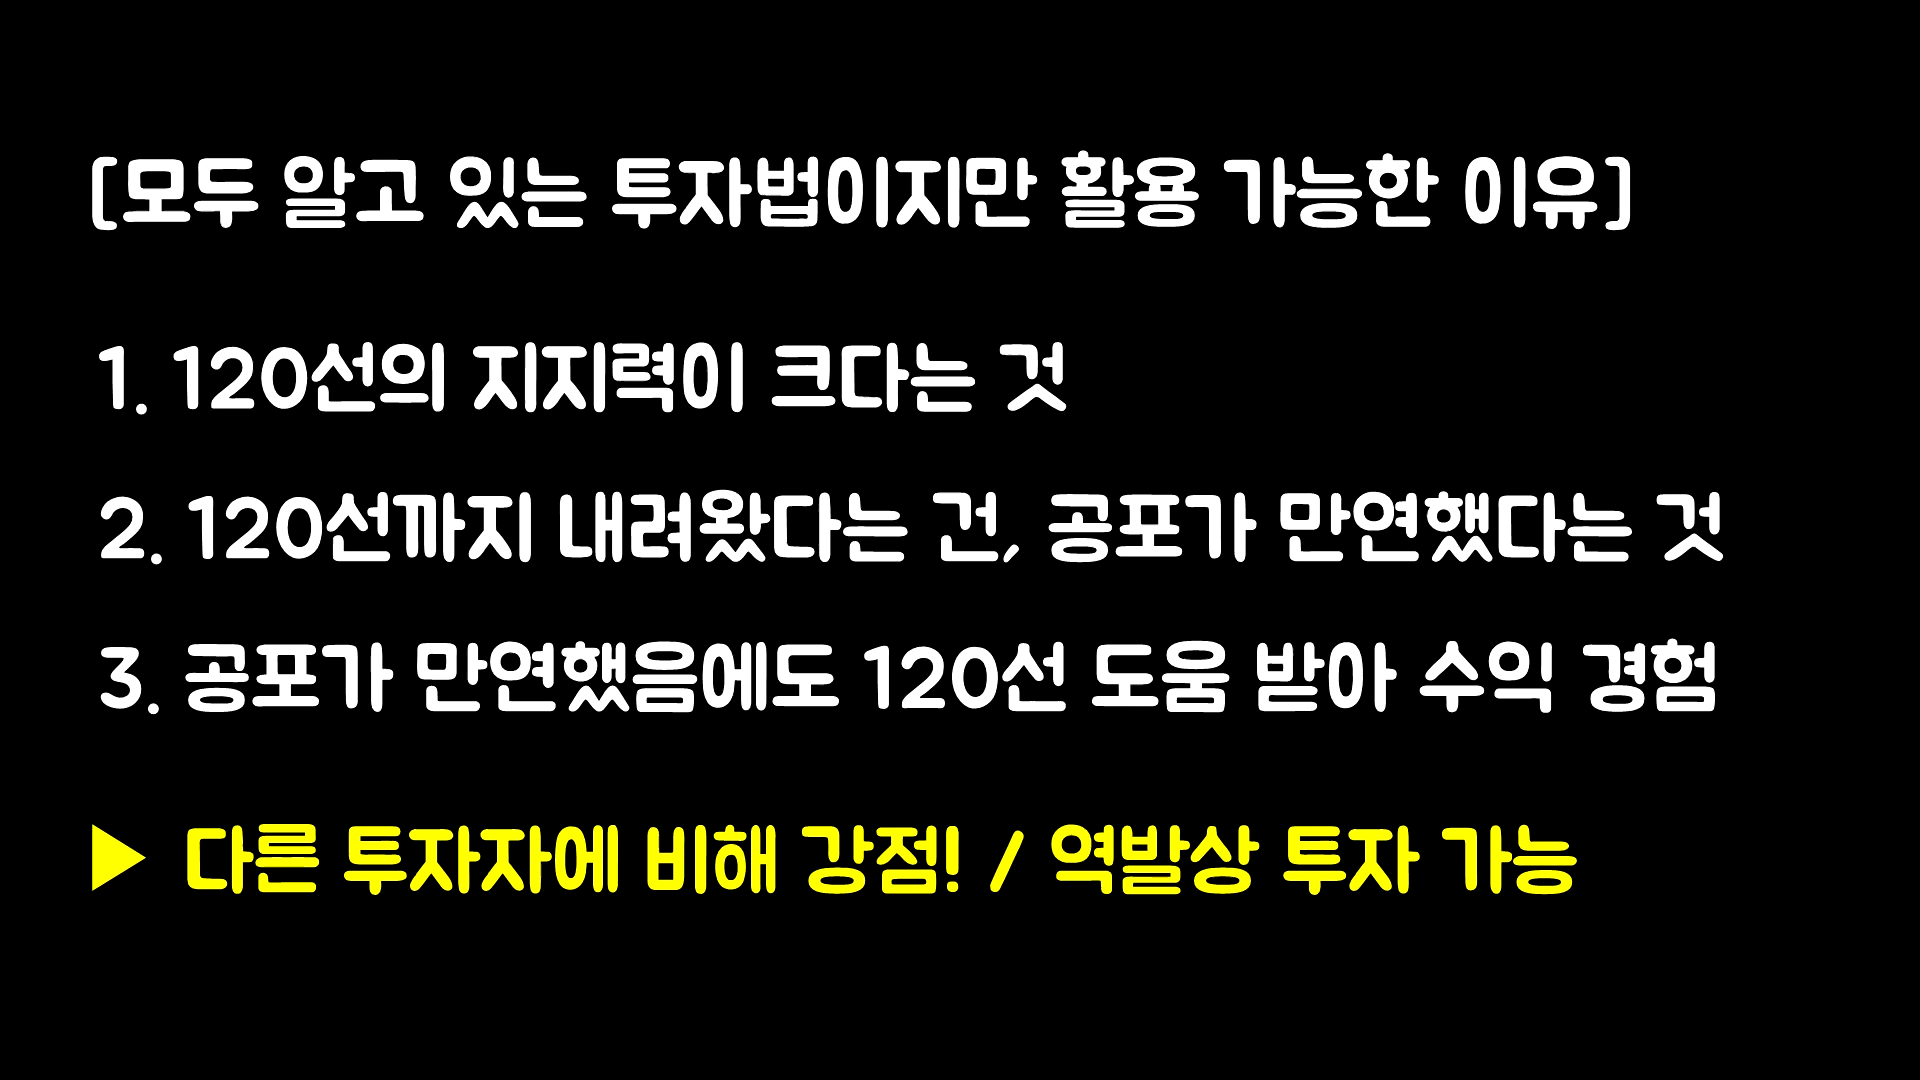 [모두 알고 있는 투자법이지만 활용 가능한 이유]
1. 120선의 지지력이 크다는 것
2. 120선까지 내려왔다는 건, 공포가 만연했다는 것
3. 공포가 만연했음에도 120선 도움 받아 수익 경험
▶ 다른 투자자에 비해 강점! / 역발상 투자 가능